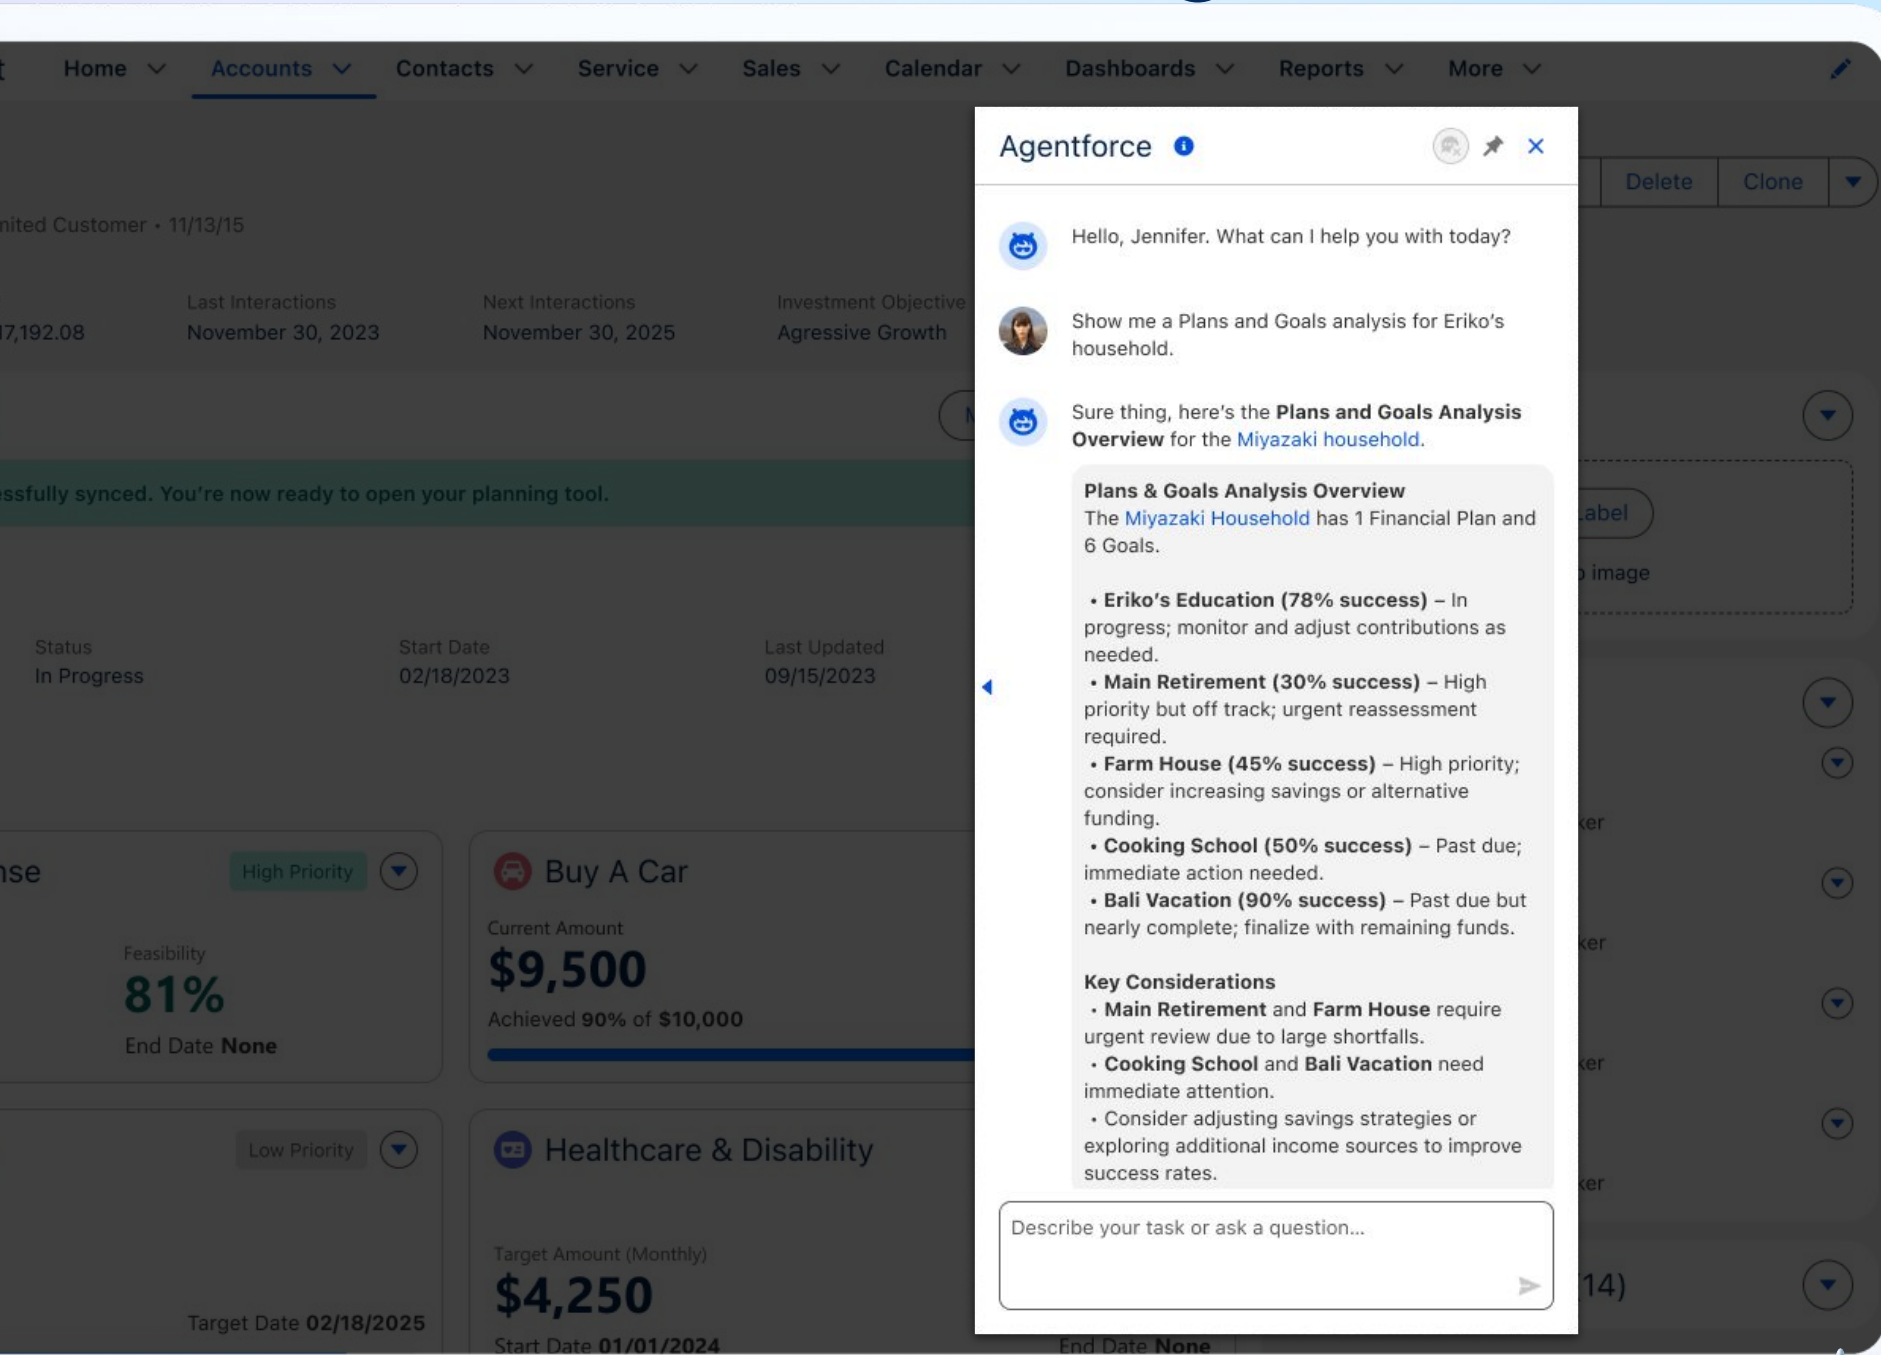 Home
Accounts
Contacts
Service
Sales
Calendar
Dashboards
Reports
More
Agentforce
Delete
Clone
Customer • 11/13/15
17,192.08
Last Interactions
November 30, 2023
Next Interactions
November 30, 2025
Investment Objective
Agressive Growth
Hello, Jennifer. What can I help you with today?
Show me a Plans and Goals analysis for Eriko's
household.
Sure thing, here's the Plans and Goals Analysis
Overview for the Miyazaki household.
synced. You're now ready to open your planning tool.
Plans & Goals Analysis Overview
The Miyazaki Household has 1 Financial Plan and
6 Goals.
• Eriko's Education (78% success) – In
progress; monitor and adjust contributions as
needed.
• Main Retirement (30% success) – High
priority but off track; urgent reassessment
required.
• Farm House (45% success) – High priority;
consider increasing savings or alternative
funding.
• Cooking School (50% success) – Past due;
immediate action needed.
• Bali Vacation (90% success) – Past due but
nearly complete; finalize with remaining funds.
Key Considerations
• Main Retirement and Farm House require
urgent review due to large shortfalls.
• Cooking School and Bali Vacation need
immediate attention.
• Consider adjusting savings strategies or
exploring additional income sources to improve
success rates.
Describe your task or ask a question...
image
Status
In Progress
Start Date
02/18/2023
Last Updated
09/15/2023
High Priority
Feasibility
81%
End Date None
Buy A Car
Current Amount
$9,500
Achieved 90% of $10,000
Low Priority
Target Date 02/18/2025
Healthcare & Disability
Target Amount (Monthly)
$4,250
Start Date 01/01/2024
End Date None
14)